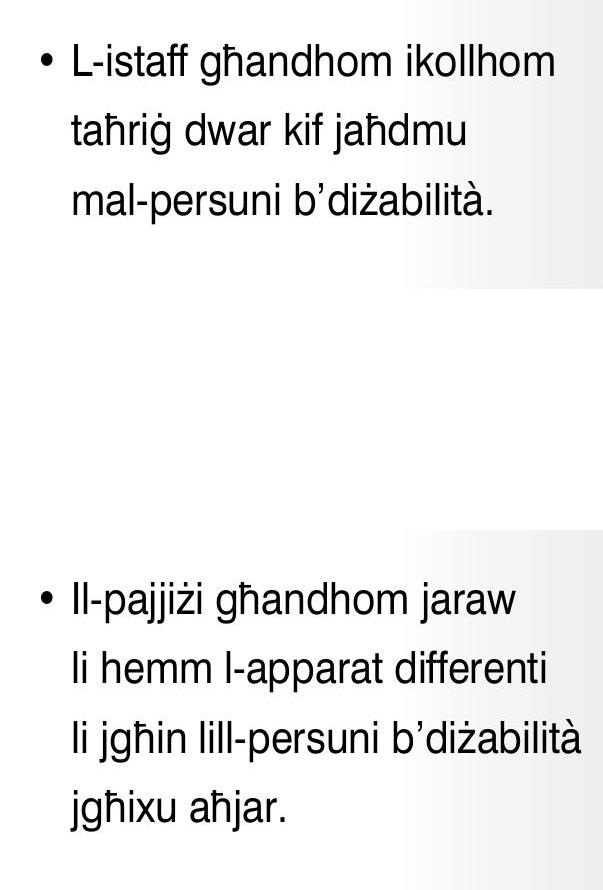 • L-istaff għandhom ikollhom
taħriġ dwar kif jaħdmu
mal-persuni b’diżabilità.
• Il-pajjiżi għandhom jaraw
li hemm l-apparat differenti
li jgħin lill-persuni b’diżabilità
jgħixu aħjar.